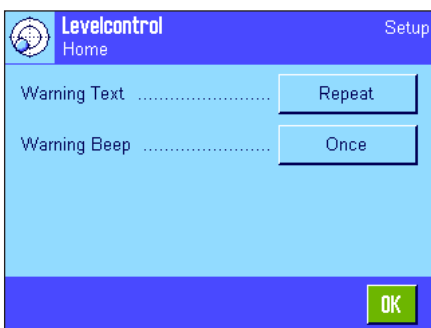 Levelcontrol Setup
Home
Warning Text ........................ Repeat
Warning Beep ....................... Once
OK